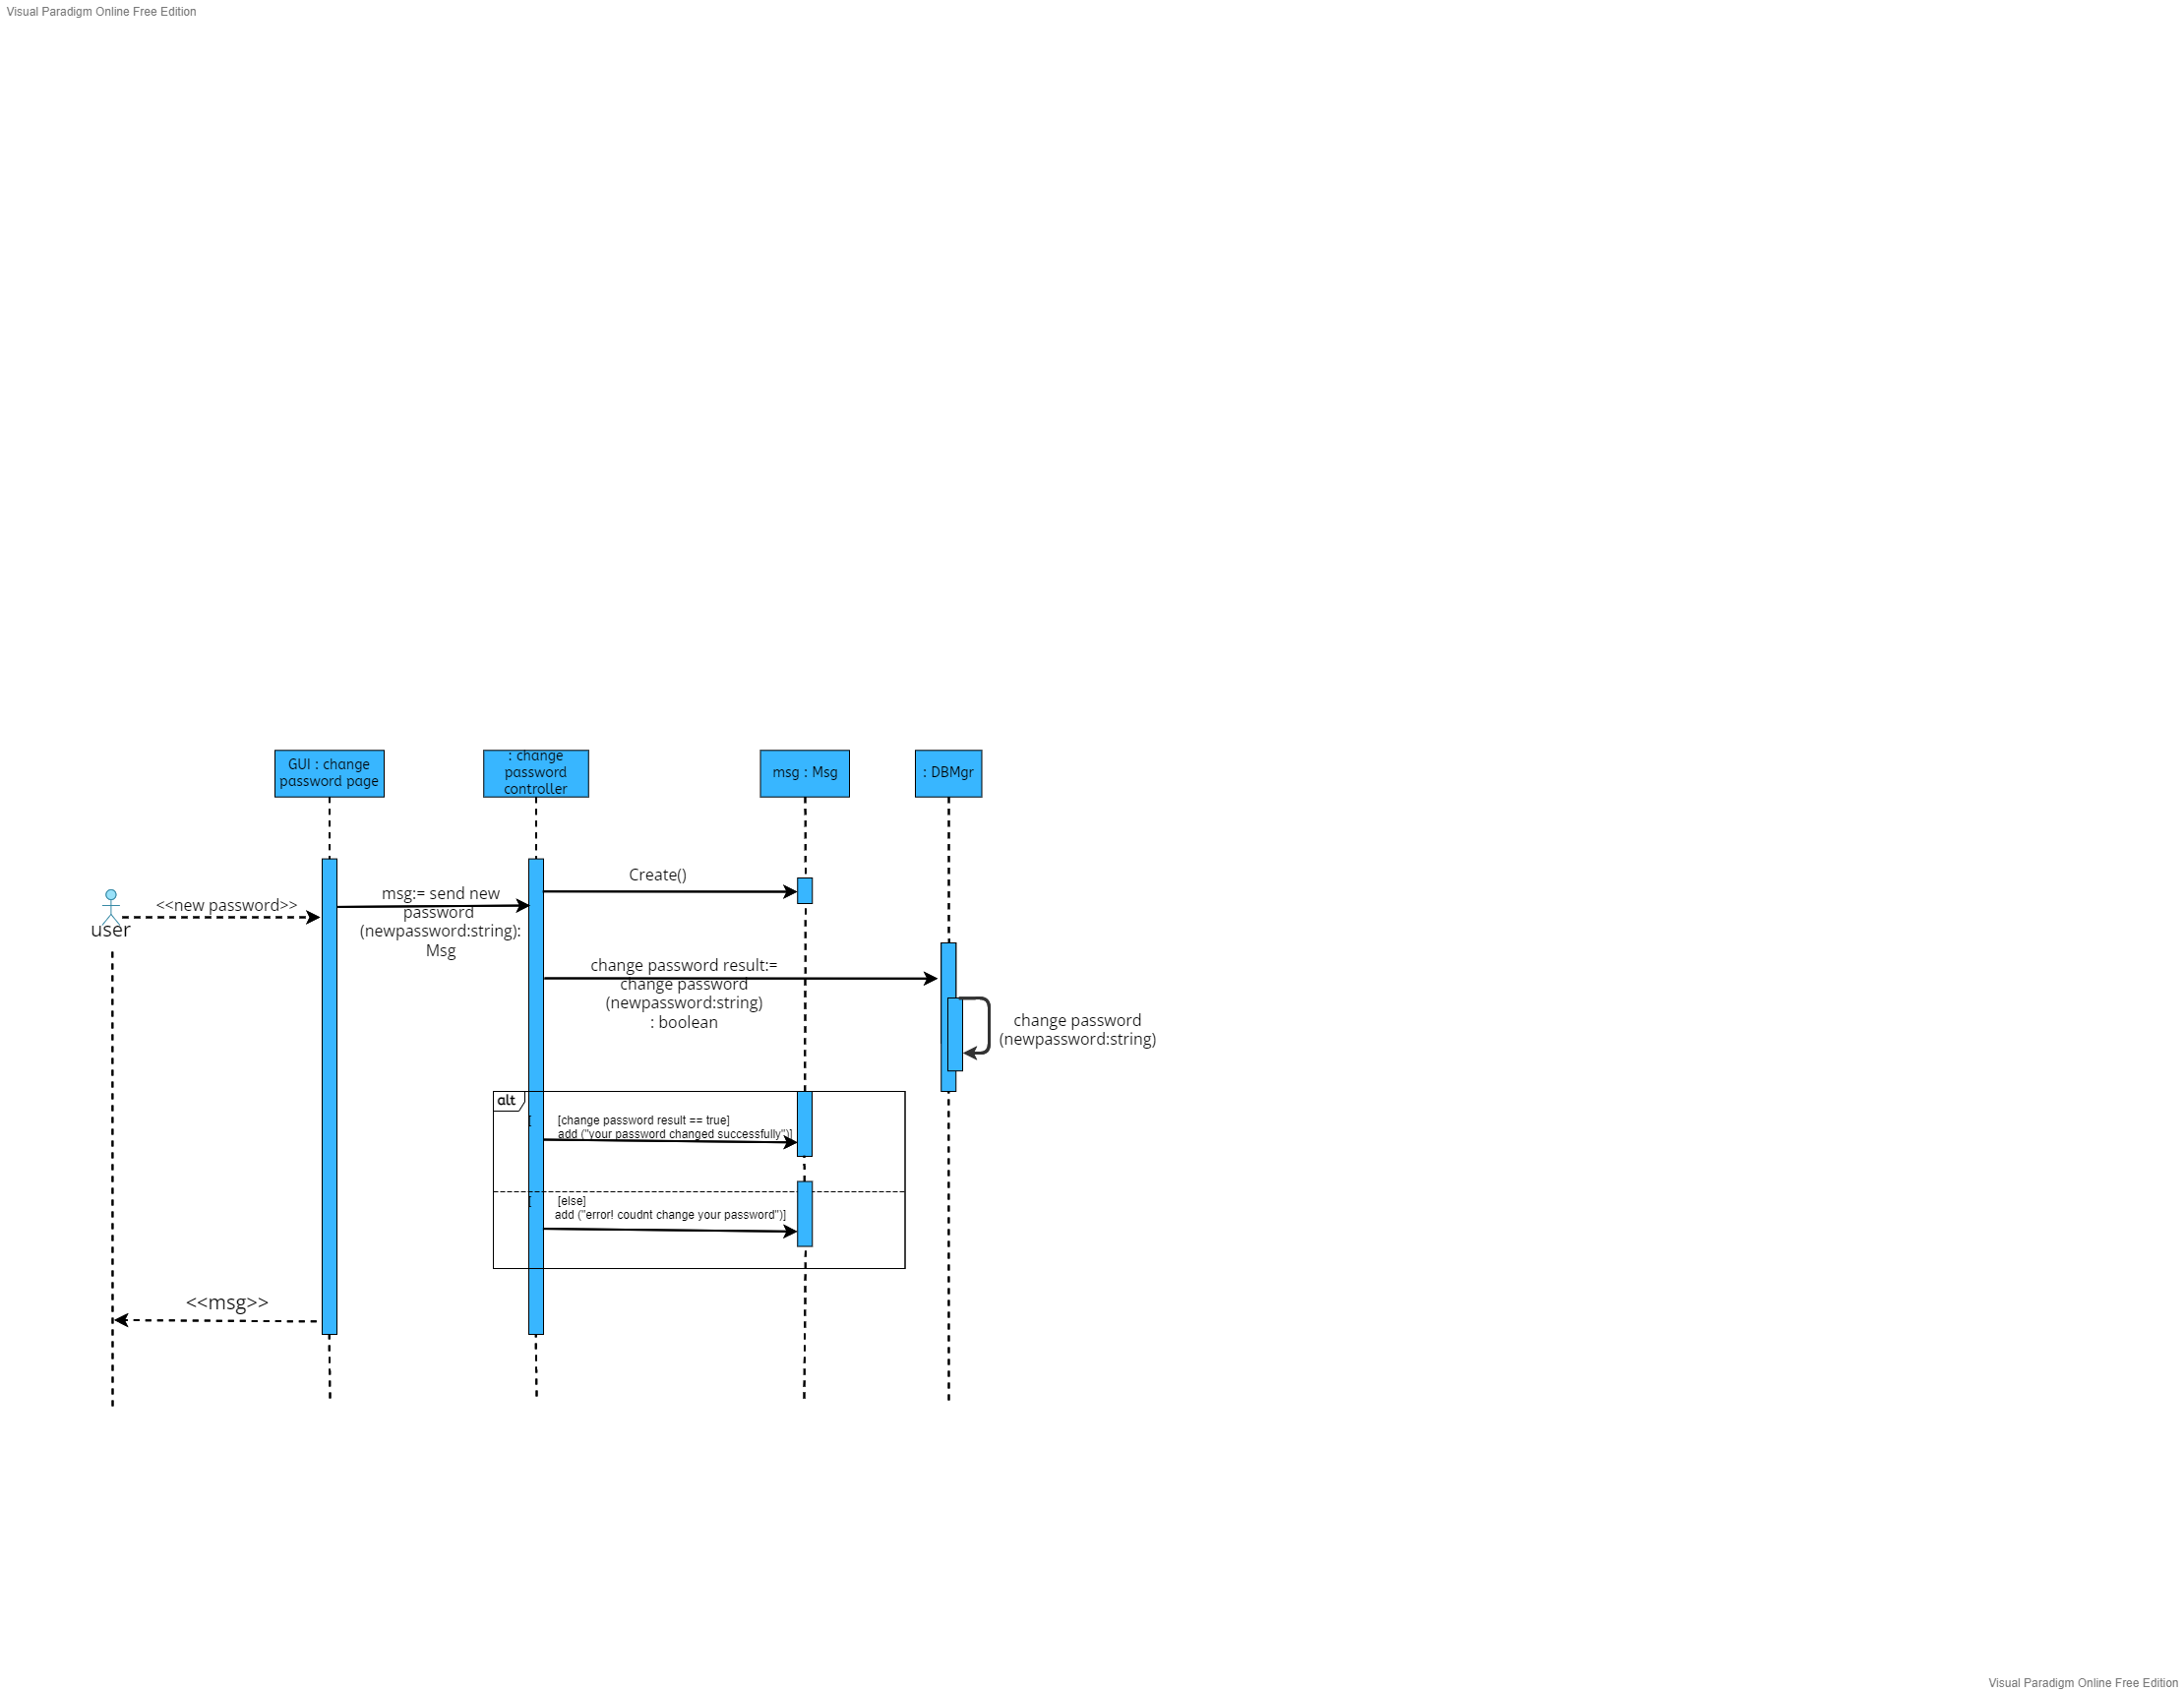 Visual Paradigm Online Free Edition
GUI : change
password page
: change
password
controller
msg : Msg
: DBMgr
user
<<new password>>
msg:= send new
password
(newpassword:string):
Msg
Create()
change password result:=
change password
(newpassword:string)
: boolean
change password
(newpassword:string)
alt
[ [change password result == true]
add ("your password changed successfully")]
[ [else]
add ("error! coudnt change your password")]
<<msg>>
Visual Paradigm Online Free Edition